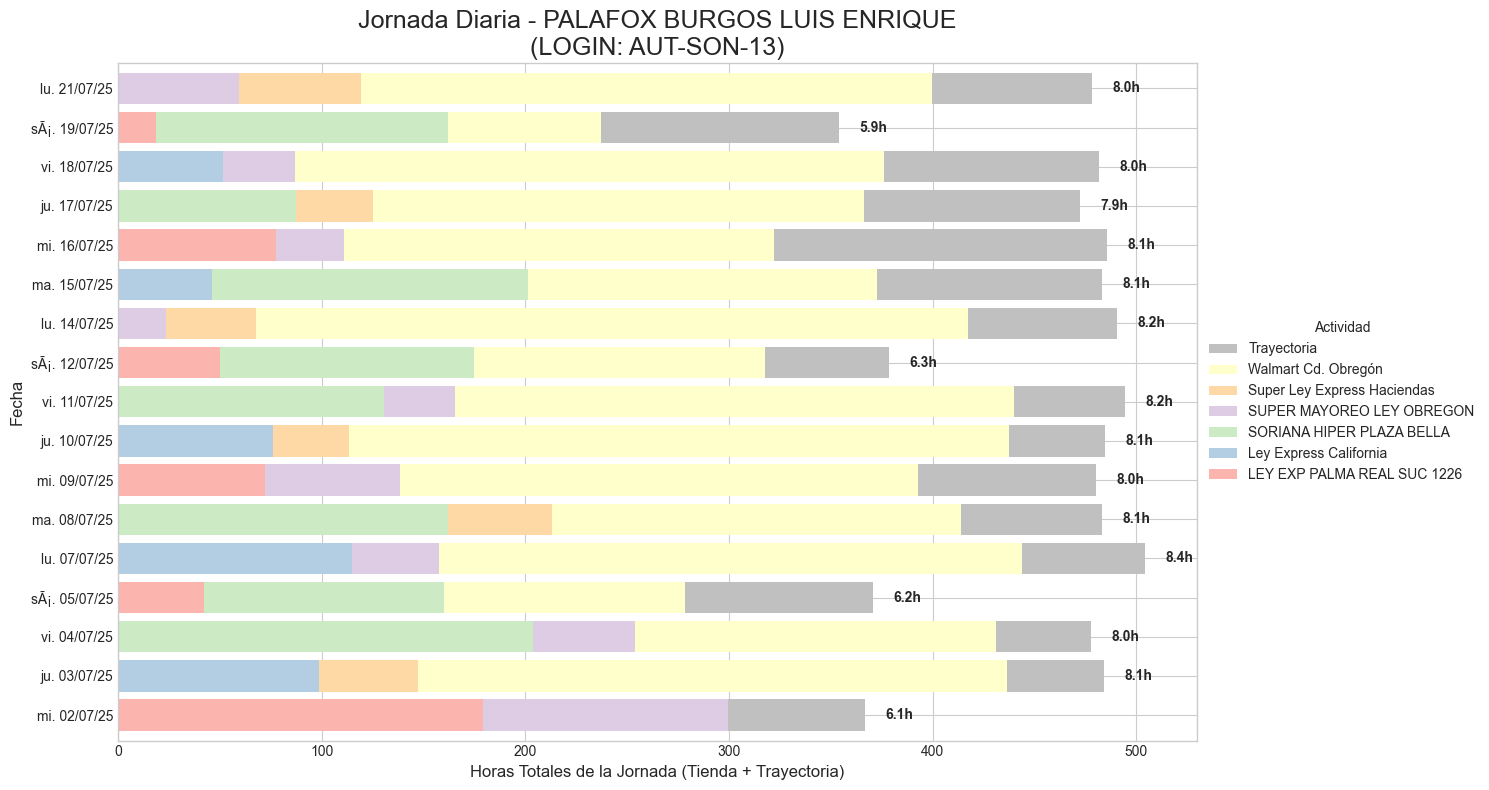 Jornada Diaria - PALAFOX BURGOS LUIS ENRIQUE
(LOGIN: AUT-SON-13)
Fecha
lu. 21/07/25 8.0h
sÃ¡. 19/07/25 5.9h
vi. 18/07/25 8.0h
ju. 17/07/25 7.9h
mi. 16/07/25 8.1h
ma. 15/07/25 8.1h
lu. 14/07/25 8.2h
sÃ¡. 12/07/25 6.3h
vi. 11/07/25 8.2h
ju. 10/07/25 8.1h
mi. 09/07/25 8.0h
ma. 08/07/25 8.1h
lu. 07/07/25 8.4h
sÃ¡. 05/07/25 6.2h
vi. 04/07/25 8.0h
ju. 03/07/25 8.1h
mi. 02/07/25 6.1h
0 100 200 300 400 500
Horas Totales de la Jornada (Tienda + Trayectoria)
Actividad
Trayectoria
Walmart Cd. Obregón
Super Ley Express Haciendas
SUPER MAYOREO LEY OBREGON
SORIANA HIPER PLAZA BELLA
Ley Express California
LEY EXP PALMA REAL SUC 1226